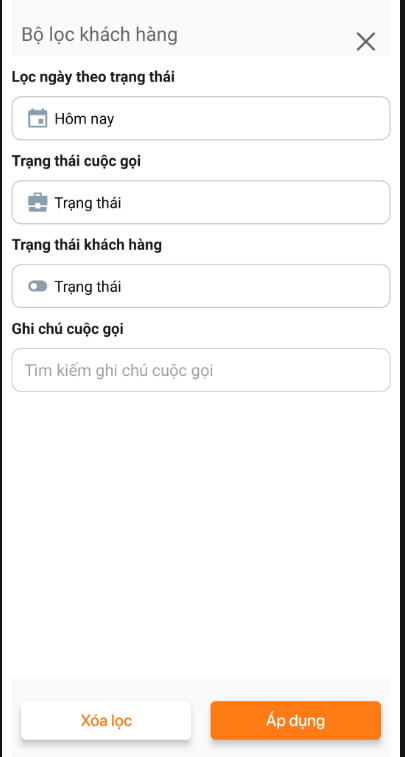 Bộ lọc khách hàng
Lọc ngày theo trạng thái
Hôm nay
Trạng thái cuộc gọi
Trạng thái
Trạng thái khách hàng
Trạng thái
Ghi chú cuộc gọi
Tìm kiếm ghi chú cuộc gọi
Xóa lọc
Áp dụng